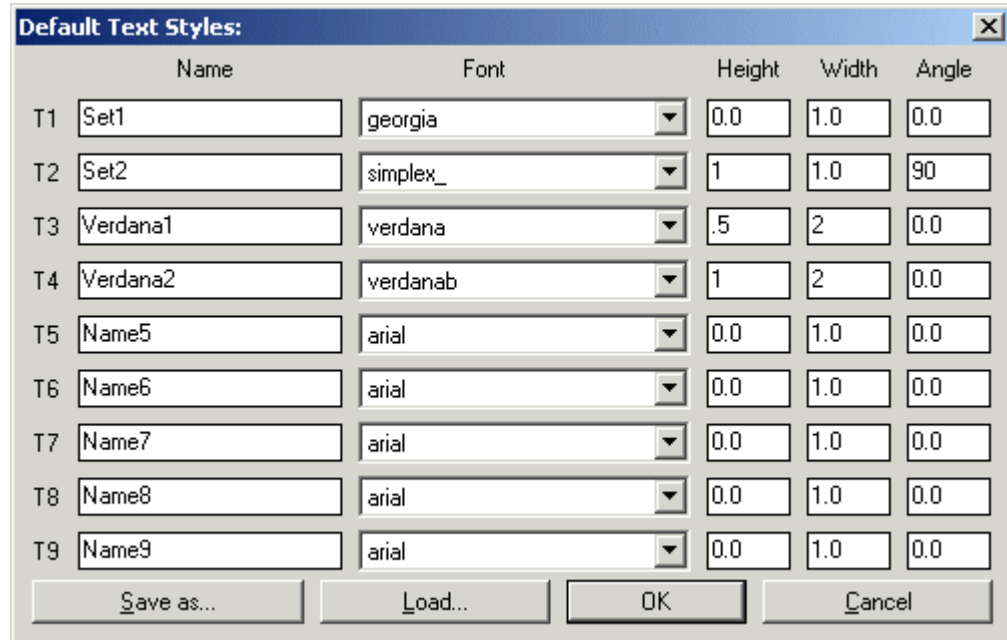 Default Text Styles:
Name Font Height Width Angle
T1 Set1 georgia 0.0 1.0 0.0
T2 Set2 simplex_ 1 1.0 90
T3 Verdana1 verdana .5 2 0.0
T4 Verdana2 verdanab 1 2 0.0
T5 Name5 arial 0.0 1.0 0.0
T6 Name6 arial 0.0 1.0 0.0
T7 Name7 arial 0.0 1.0 0.0
T8 Name8 arial 0.0 1.0 0.0
T9 Name9 arial 0.0 1.0 0.0
Save as... Load... OK Cancel